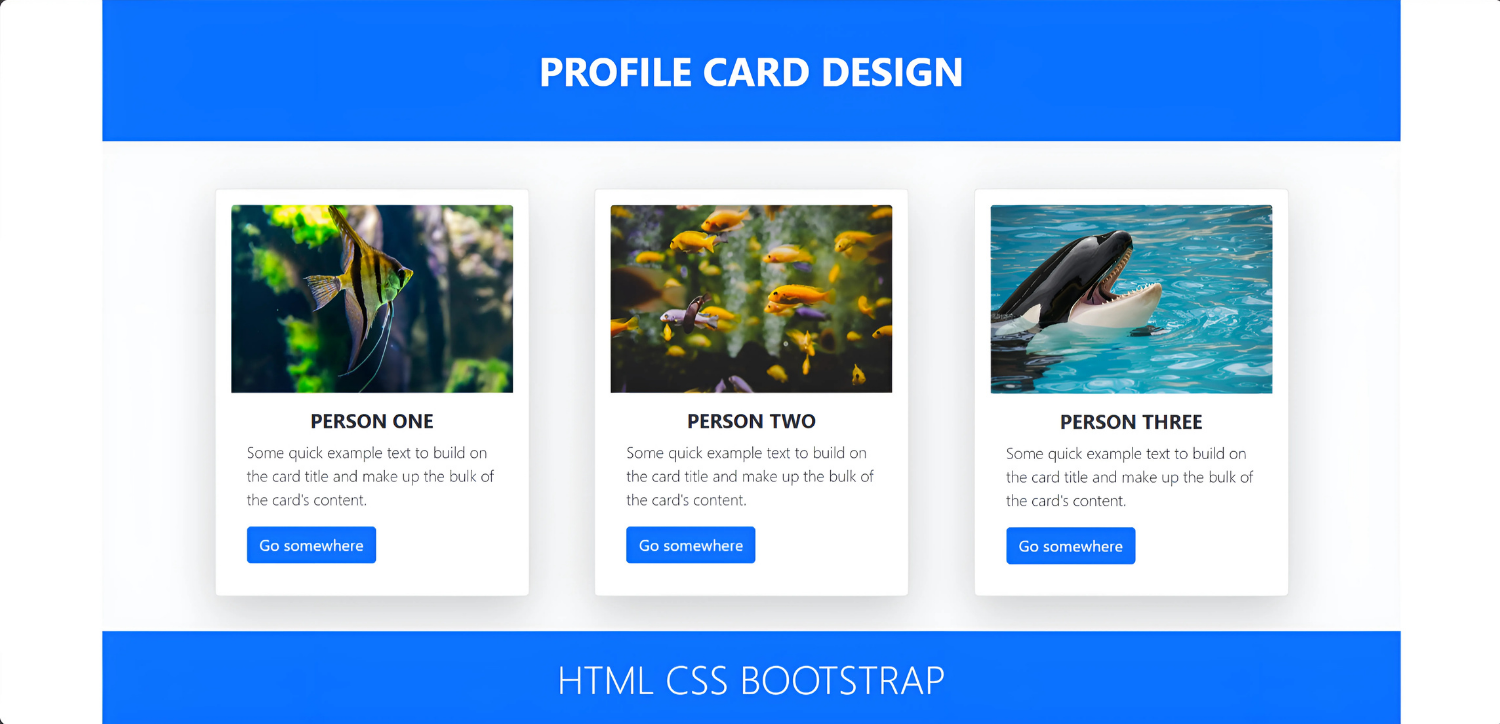 PROFILE CARD DESIGN
PERSON ONE
Some quick example text to build on
the card title and make up the bulk of
the card's content.
Go somewhere
PERSON TWO
Some quick example text to build on
the card title and make up the bulk of
the card's content.
Go somewhere
PERSON THREE
Some quick example text to build on
the card title and make up the bulk of
the card's content.
Go somewhere
HTML CSS BOOTSTRAP